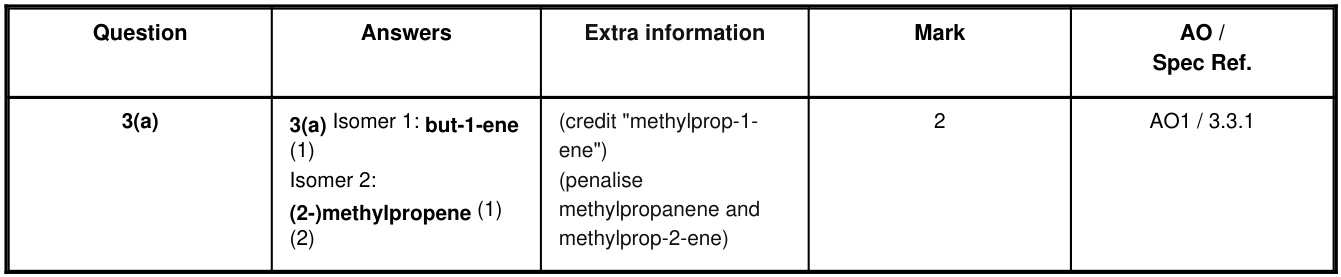 Question Answers Extra information Mark AO /
Spec Ref.
3(a)
3(a) Isomer 1: but-1-ene
(1)
Isomer 2:
(2-)methylpropene (1)
(2)
(credit "methylprop-1-
ene")
(penalise
methylpropanene and
methylprop-2-ene)
2
AO1 / 3.3.1